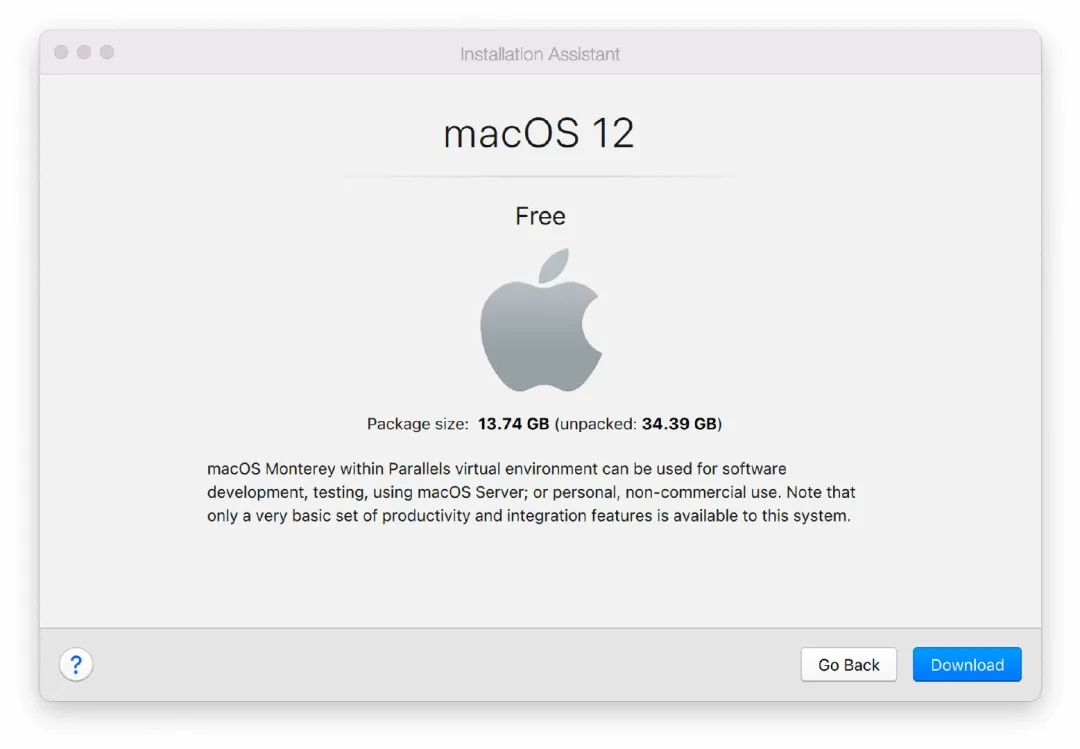 Installation Assistant
macOS 12
Free
Package size: 13.74 GB (unpacked: 34.39 GB)
macOS Monterey within Parallels virtual environment can be used for software
development, testing, using macOS Server; or personal, non-commercial use. Note that
only a very basic set of productivity and integration features is available to this system.
? Go Back Download